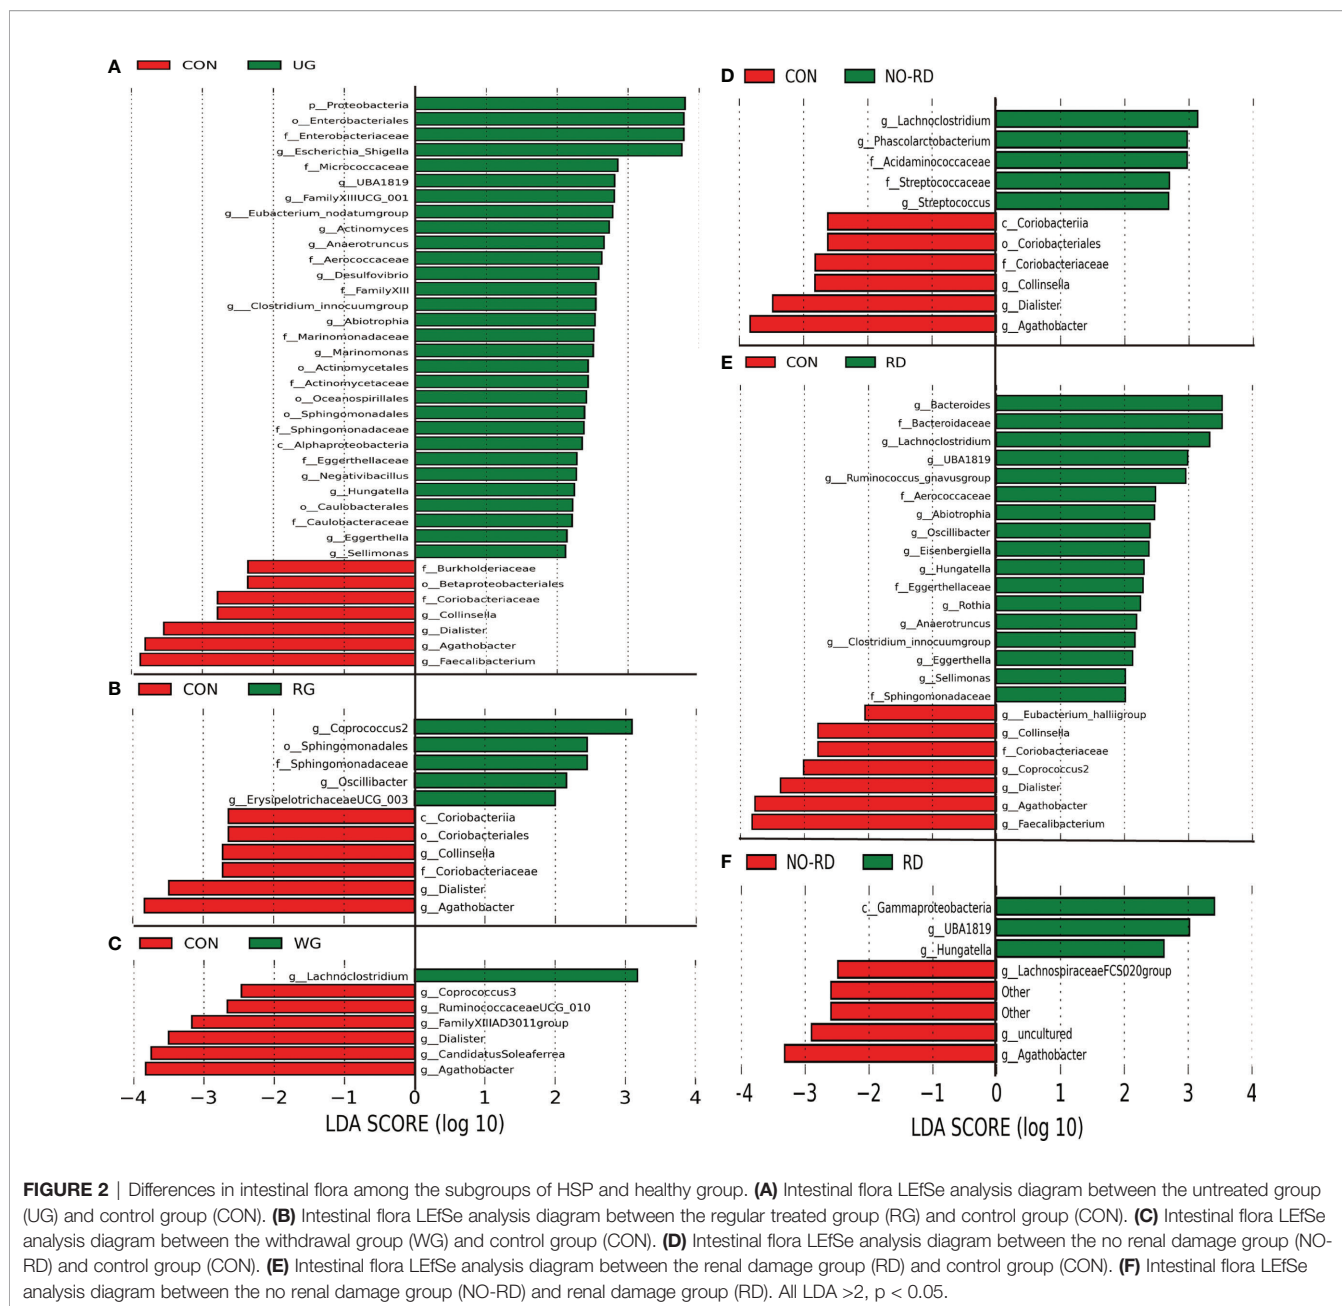 A
CON
UG
p__Proteobacteria
o__Enterobacteriales
f__Enterobacteriaceae
g__Escherichia_Shigella
f__Micrococcaceae
g__UBA1819
g__FamilyXIIIUCG_001
g___Eubacterium_nodatumgroup
g__Actinomyces
g__Anaerotruncus
f__Aerococcaceae
g__Desulfovibrio
f__FamilyXIII
g___Clostridium_innocuumgroup
g__Abiotrophia
f__Marinomonadaceae
g__Marinomonas
o__Actinomycetales
f__Actinomycetaceae
o__Oceanospirillales
o__Sphingomonadales
f__Sphingomonadaceae
c__Alphaproteobacteria
f__Eggerthellaceae
g__Negativibacillus
g__Hungatella
o__Caulobacterales
f__Caulobacteraceae
g__Eggerthella
g__Sellimonas
f__Burkholderiaceae
o__Betaproteobacteriales
f__Coriobacteriaceae
g__Collinsella
g__Dialister
g__Agathobacter
g__Faecalibacterium
B
CON
RG
g__Coprococcus2
o__Sphingomonadales
f__Sphingomonadaceae
g__Oscillibacter
g__ErysipelotrichaceaeUCG_003
c__Coriobacteriia
o__Coriobacteriales
g__Collinsella
f__Coriobacteriaceae
g__Dialister
g__Agathobacter
C
CON
WG
g__Lachnoclostridium
g__Coprococcus3
g__RuminococcaceaeUCG_010
g__FamilyXIIIAD3011group
g__Dialister
g__CandidatusSoleaferrea
g__Agathobacter
−4 −3 −2 −1 0 1 2 3 4
LDA SCORE (log 10)
D
CON
NO-RD
g__Lachnoclostridium
g__Phascolarctobacterium
f__Acidaminococcaceae
f__Streptococcaceae
g__Streptococcus
c__Coriobacteriia
o__Coriobacteriales
f__Coriobacteriaceae
g__Collinsella
g__Dialister
g__Agathobacter
E
CON
RD
g__Bacteroides
f__Bacteroidaceae
g__Lachnoclostridium
g__UBA1819
g___Ruminococcus_gnavusgroup
f__Aerococcaceae
g__Abiotrophia
g__Oscillibacter
g__Eisenbergiella
g__Hungatella
f__Eggerthellaceae
g__Rothia
g__Anaerotruncus
g___Clostridium_innocuumgroup
g__Eggerthella
g__Sellimonas
f__Sphingomonadaceae
g___Eubacterium_halliigroup
g__Collinsella
f__Coriobacteriaceae
g__Coprococcus2
g__Dialister
g__Agathobacter
g__Faecalibacterium
F
NO-RD
RD
c__Gammaproteobacteria
g__UBA1819
g__Hungatella
g__LachnospiraceaeFCS020group
Other
Other
g__uncultured
g__Agathobacter
-4 −3 −2 −1 0 1 2 3 4
LDA SCORE (log 10)
FIGURE 2 | Differences in intestinal flora among the subgroups of HSP and healthy group. (A) Intestinal flora LEfSe analysis diagram between the untreated group
(UG) and control group (CON). (B) Intestinal flora LEfSe analysis diagram between the regular treated group (RG) and control group (CON). (C) Intestinal flora LEfSe
analysis diagram between the withdrawal group (WG) and control group (CON). (D) Intestinal flora LEfSe analysis diagram between the no renal damage group (NO-
RD) and control group (CON). (E) Intestinal flora LEfSe analysis diagram between the renal damage group (RD) and control group (CON). (F) Intestinal flora LEfSe
analysis diagram between the no renal damage group (NO-RD) and renal damage group (RD). All LDA >2, p < 0.05.